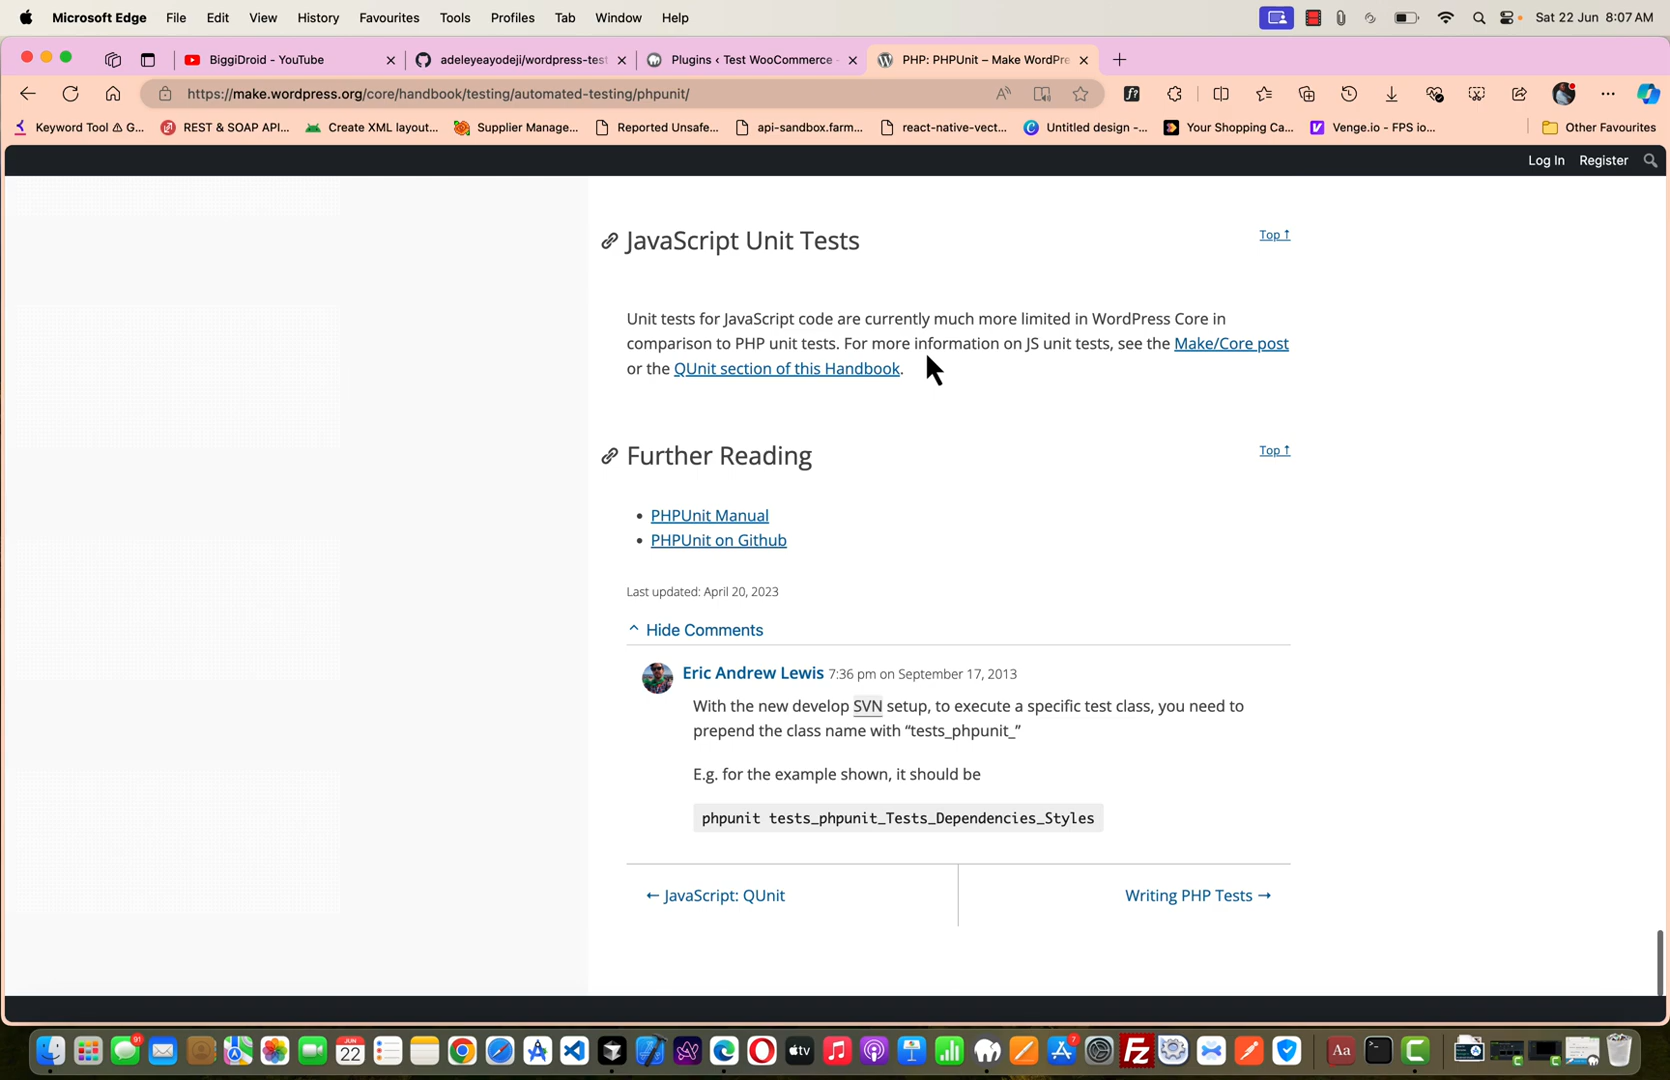 Microsoft Edge File Edit View History Favourites Tools Profiles Tab Window Help Sat 22 Jun 8:07 AM
BiggiDroid - YouTube adeleyeayodeji/wordpress-test Plugins ‹ Test WooCommerce PHP: PHPUnit – Make WordPre
https://make.wordpress.org/core/handbook/testing/automated-testing/phpunit/
Keyword Tool ⚠ G... REST & SOAP API... Create XML layout... Supplier Manage... Reported Unsafe... api-sandbox.farm... react-native-vect... Untitled design -... Your Shopping Ca... Venge.io - FPS io... Other Favourites
Log In Register
JavaScript Unit Tests Top ↑
Unit tests for JavaScript code are currently much more limited in WordPress Core in
comparison to PHP unit tests. For more information on JS unit tests, see the Make/Core post
or the QUnit section of this Handbook.
Further Reading Top ↑
• PHPUnit Manual
• PHPUnit on Github
Last updated: April 20, 2023
Hide Comments
Eric Andrew Lewis 7:36 pm on September 17, 2013
With the new develop SVN setup, to execute a specific test class, you need to
prepend the class name with “tests_phpunit_”
E.g. for the example shown, it should be
phpunit tests_phpunit_Tests_Dependencies_Styles
← JavaScript: QUnit Writing PHP Tests →
91 JUN 22 tv 7 Fz Aa